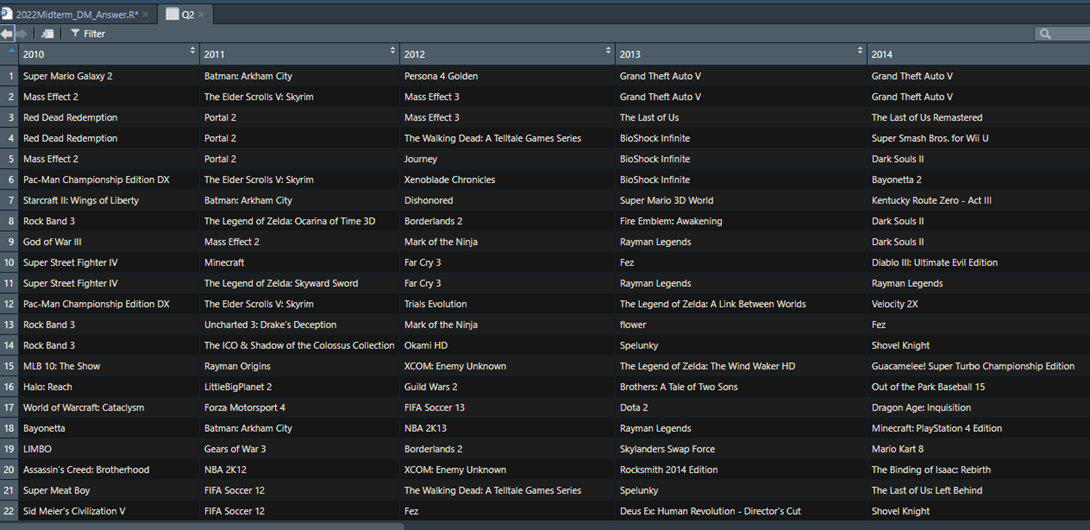 2022Midterm_DM_Answer.R* × Q2 ×
Filter
2010 2011 2012 2013 2014
1 Super Mario Galaxy 2 Batman: Arkham City Persona 4 Golden Grand Theft Auto V Grand Theft Auto V
2 Mass Effect 2 The Elder Scrolls V: Skyrim Mass Effect 3 Grand Theft Auto V Grand Theft Auto V
3 Red Dead Redemption Portal 2 Mass Effect 3 The Last of Us The Last of Us Remastered
4 Red Dead Redemption Portal 2 The Walking Dead: A Telltale Games Series BioShock Infinite Super Smash Bros. for Wii U
5 Mass Effect 2 Portal 2 Journey BioShock Infinite Dark Souls II
6 Pac-Man Championship Edition DX The Elder Scrolls V: Skyrim Xenoblade Chronicles BioShock Infinite Bayonetta 2
7 Starcraft II: Wings of Liberty Batman: Arkham City Dishonored Super Mario 3D World Kentucky Route Zero - Act III
8 Rock Band 3 The Legend of Zelda: Ocarina of Time 3D Borderlands 2 Fire Emblem: Awakening Dark Souls II
9 God of War III Mass Effect 2 Mark of the Ninja Rayman Legends Dark Souls II
10 Super Street Fighter IV Minecraft Far Cry 3 Fez Diablo III: Ultimate Evil Edition
11 Super Street Fighter IV The Legend of Zelda: Skyward Sword Far Cry 3 Rayman Legends Rayman Legends
12 Pac-Man Championship Edition DX The Elder Scrolls V: Skyrim Trials Evolution The Legend of Zelda: A Link Between Worlds Velocity 2X
13 Rock Band 3 Uncharted 3: Drake's Deception Mark of the Ninja flower Fez
14 Rock Band 3 The ICO & Shadow of the Colossus Collection Okami HD Spelunky Shovel Knight
15 MLB 10: The Show Rayman Origins XCOM: Enemy Unknown The Legend of Zelda: The Wind Waker HD Guacamelee! Super Turbo Championship Edition
16 Halo: Reach LittleBigPlanet 2 Guild Wars 2 Brothers: A Tale of Two Sons Out of the Park Baseball 15
17 World of Warcraft: Cataclysm Forza Motorsport 4 FIFA Soccer 13 Dota 2 Dragon Age: Inquisition
18 Bayonetta Batman: Arkham City NBA 2K13 Rayman Legends Minecraft: PlayStation 4 Edition
19 LIMBO Gears of War 3 Borderlands 2 Skylanders Swap Force Mario Kart 8
20 Assassin's Creed: Brotherhood NBA 2K12 XCOM: Enemy Unknown Rocksmith 2014 Edition The Binding of Isaac: Rebirth
21 Super Meat Boy FIFA Soccer 12 The Walking Dead: A Telltale Games Series Spelunky The Last of Us: Left Behind
22 Sid Meier's Civilization V FIFA Soccer 12 Fez Deus Ex: Human Revolution - Director's Cut Shovel Knight